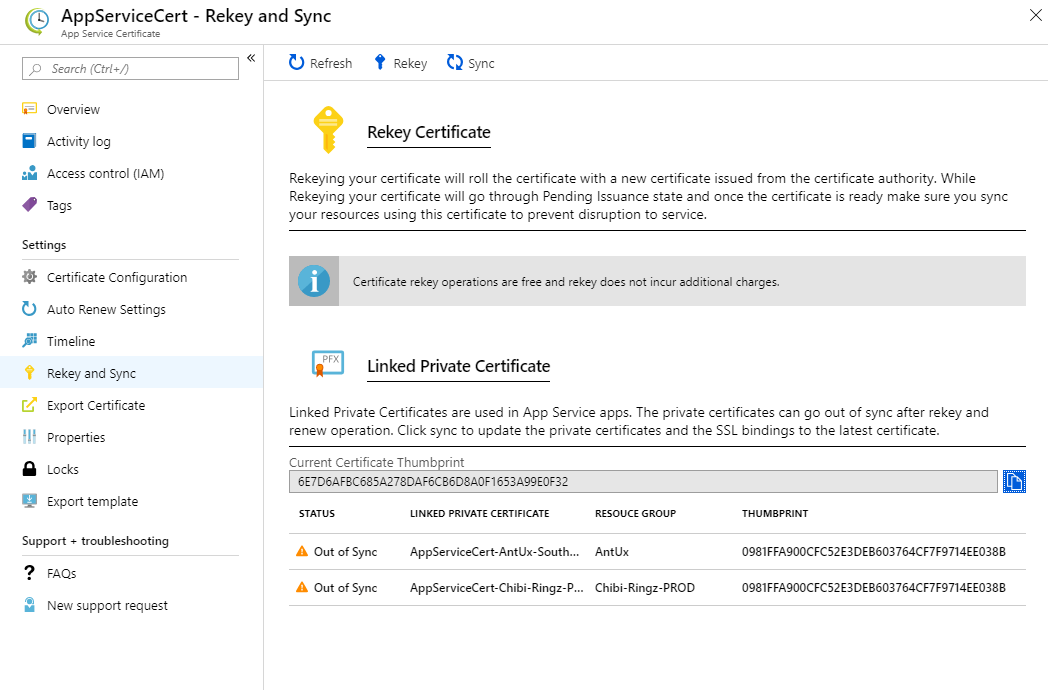 AppServiceCert - Rekey and Sync
App Service Certificate
Search (Ctrl+/)
«
Refresh
Rekey
Sync
Overview
Activity log
Access control (IAM)
Tags
Settings
Certificate Configuration
Auto Renew Settings
Timeline
Rekey and Sync
Export Certificate
Properties
Locks
Export template
Support + troubleshooting
FAQs
New support request
Rekey Certificate
Rekeying your certificate will roll the certificate with a new certificate issued from the certificate authority. While
Rekeying your certificate will go through Pending Issuance state and once the certificate is ready make sure you sync
your resources using this certificate to prevent disruption to service.
Certificate rekey operations are free and rekey does not incur additional charges.
PFX
Linked Private Certificate
Linked Private Certificates are used in App Service apps. The private certificates can go out of sync after rekey and
renew operation. Click sync to update the private certificates and the SSL bindings to the latest certificate.
Current Certificate Thumbprint
6E7D6AFBC685A278DAF6CB6D8A0F1653A99E0F32
STATUS LINKED PRIVATE CERTIFICATE RESOUCE GROUP THUMBPRINT
Out of Sync AppServiceCert-AntUx-South... AntUx 0981FFA900CFC52E3DEB603764CF7F9714EE038B
Out of Sync AppServiceCert-Chibi-Ringz-P... Chibi-Ringz-PROD 0981FFA900CFC52E3DEB603764CF7F9714EE038B